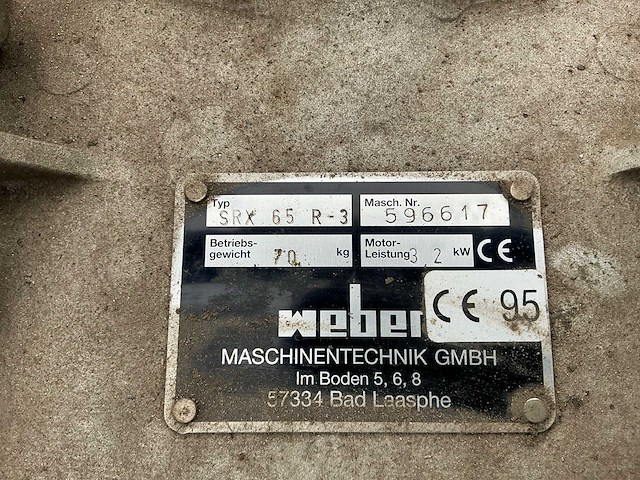 Typ SRX 65 R-3 Masch. Nr. 596617
Betriebs-
gewicht 70 kg
Motor-
Leistung 3,2 kW CE
weber CE 95
MASCHINENTECHNIK GMBH
Im Boden 5, 6, 8
57334 Bad Laasphe